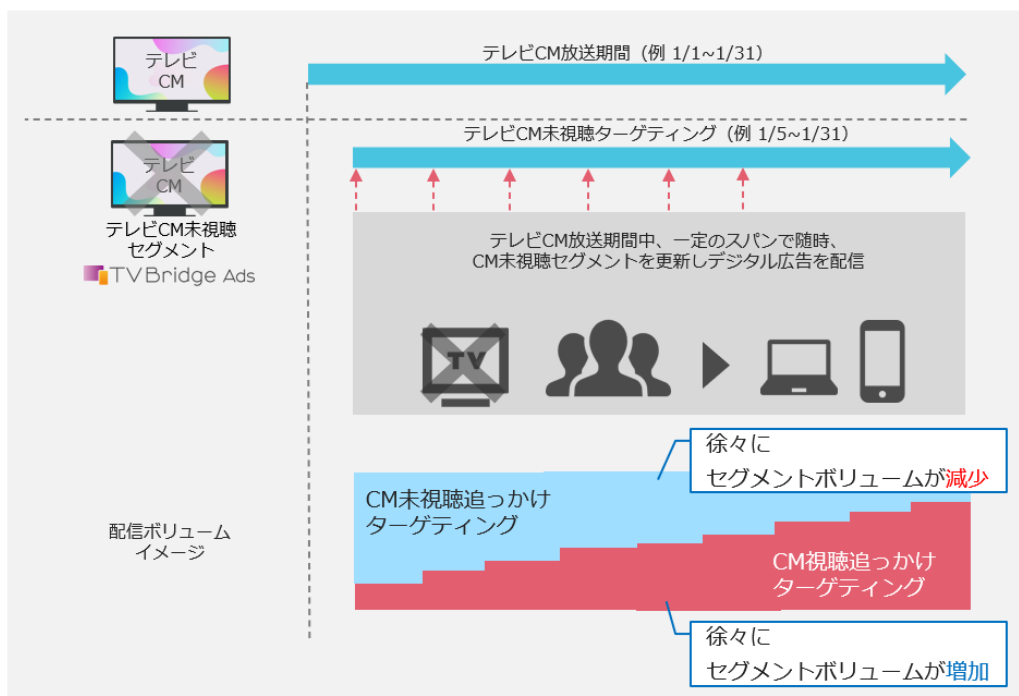 テレビ
CM
テレビCM放送期間（例 1/1~1/31）
テレビ
CM
テレビCM未視聴ターゲティング（例 1/5~1/31）
テレビCM未視聴
セグメント
TVBridge Ads
テレビCM放送期間中、一定のスパンで随時、
CM未視聴セグメントを更新しデジタル広告を配信
TV
配信ボリューム
イメージ
CM未視聴追っかけ
ターゲティング
徐々に
セグメントボリュームが減少
CM視聴追っかけ
ターゲティング
徐々に
セグメントボリュームが増加